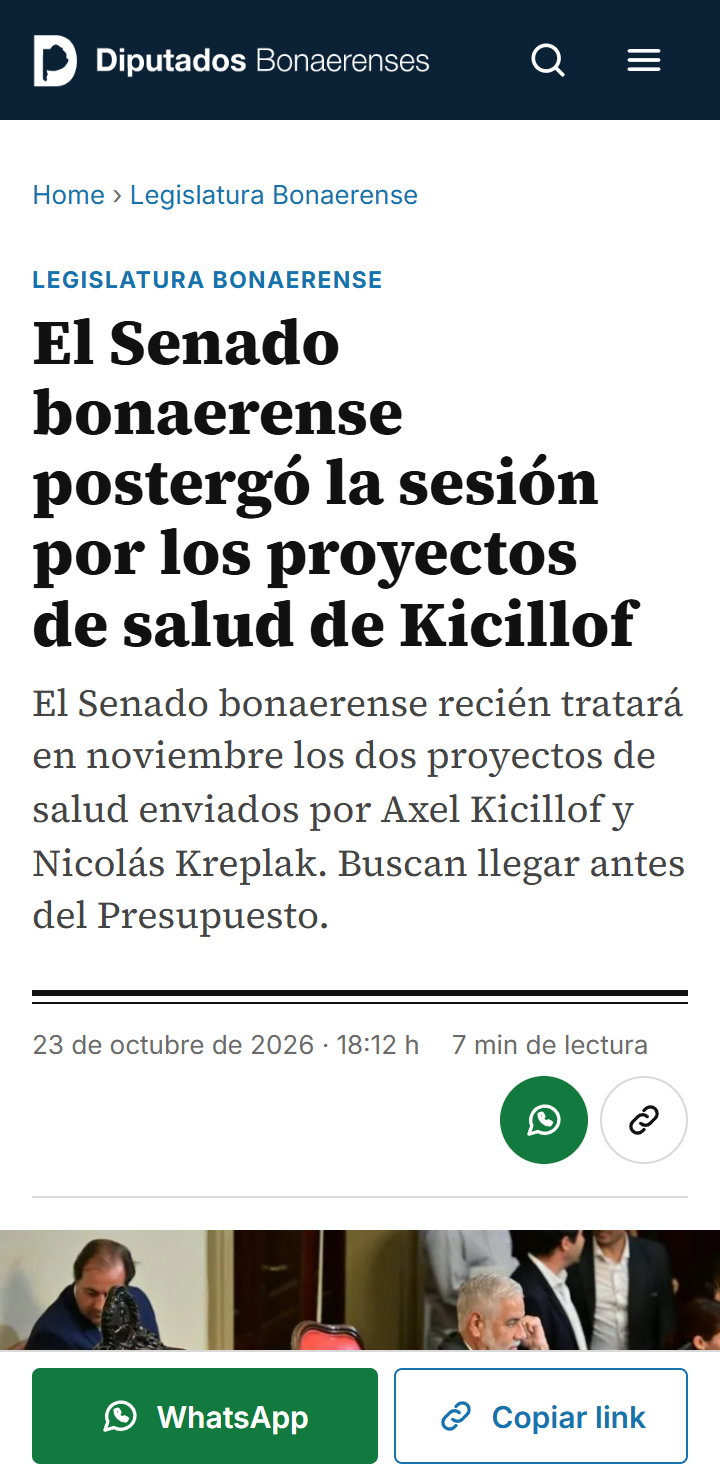 Diputados Bonaerenses
Home › Legislatura Bonaerense
LEGISLATURA BONAERENSE
El Senado
bonaerense
postergó la sesión
por los proyectos
de salud de Kicillof
El Senado bonaerense recién tratará
en noviembre los dos proyectos de
salud enviados por Axel Kicillof y
Nicolás Kreplak. Buscan llegar antes
del Presupuesto.
23 de octubre de 2026 · 18:12 h 7 min de lectura
WhatsApp
Copiar link